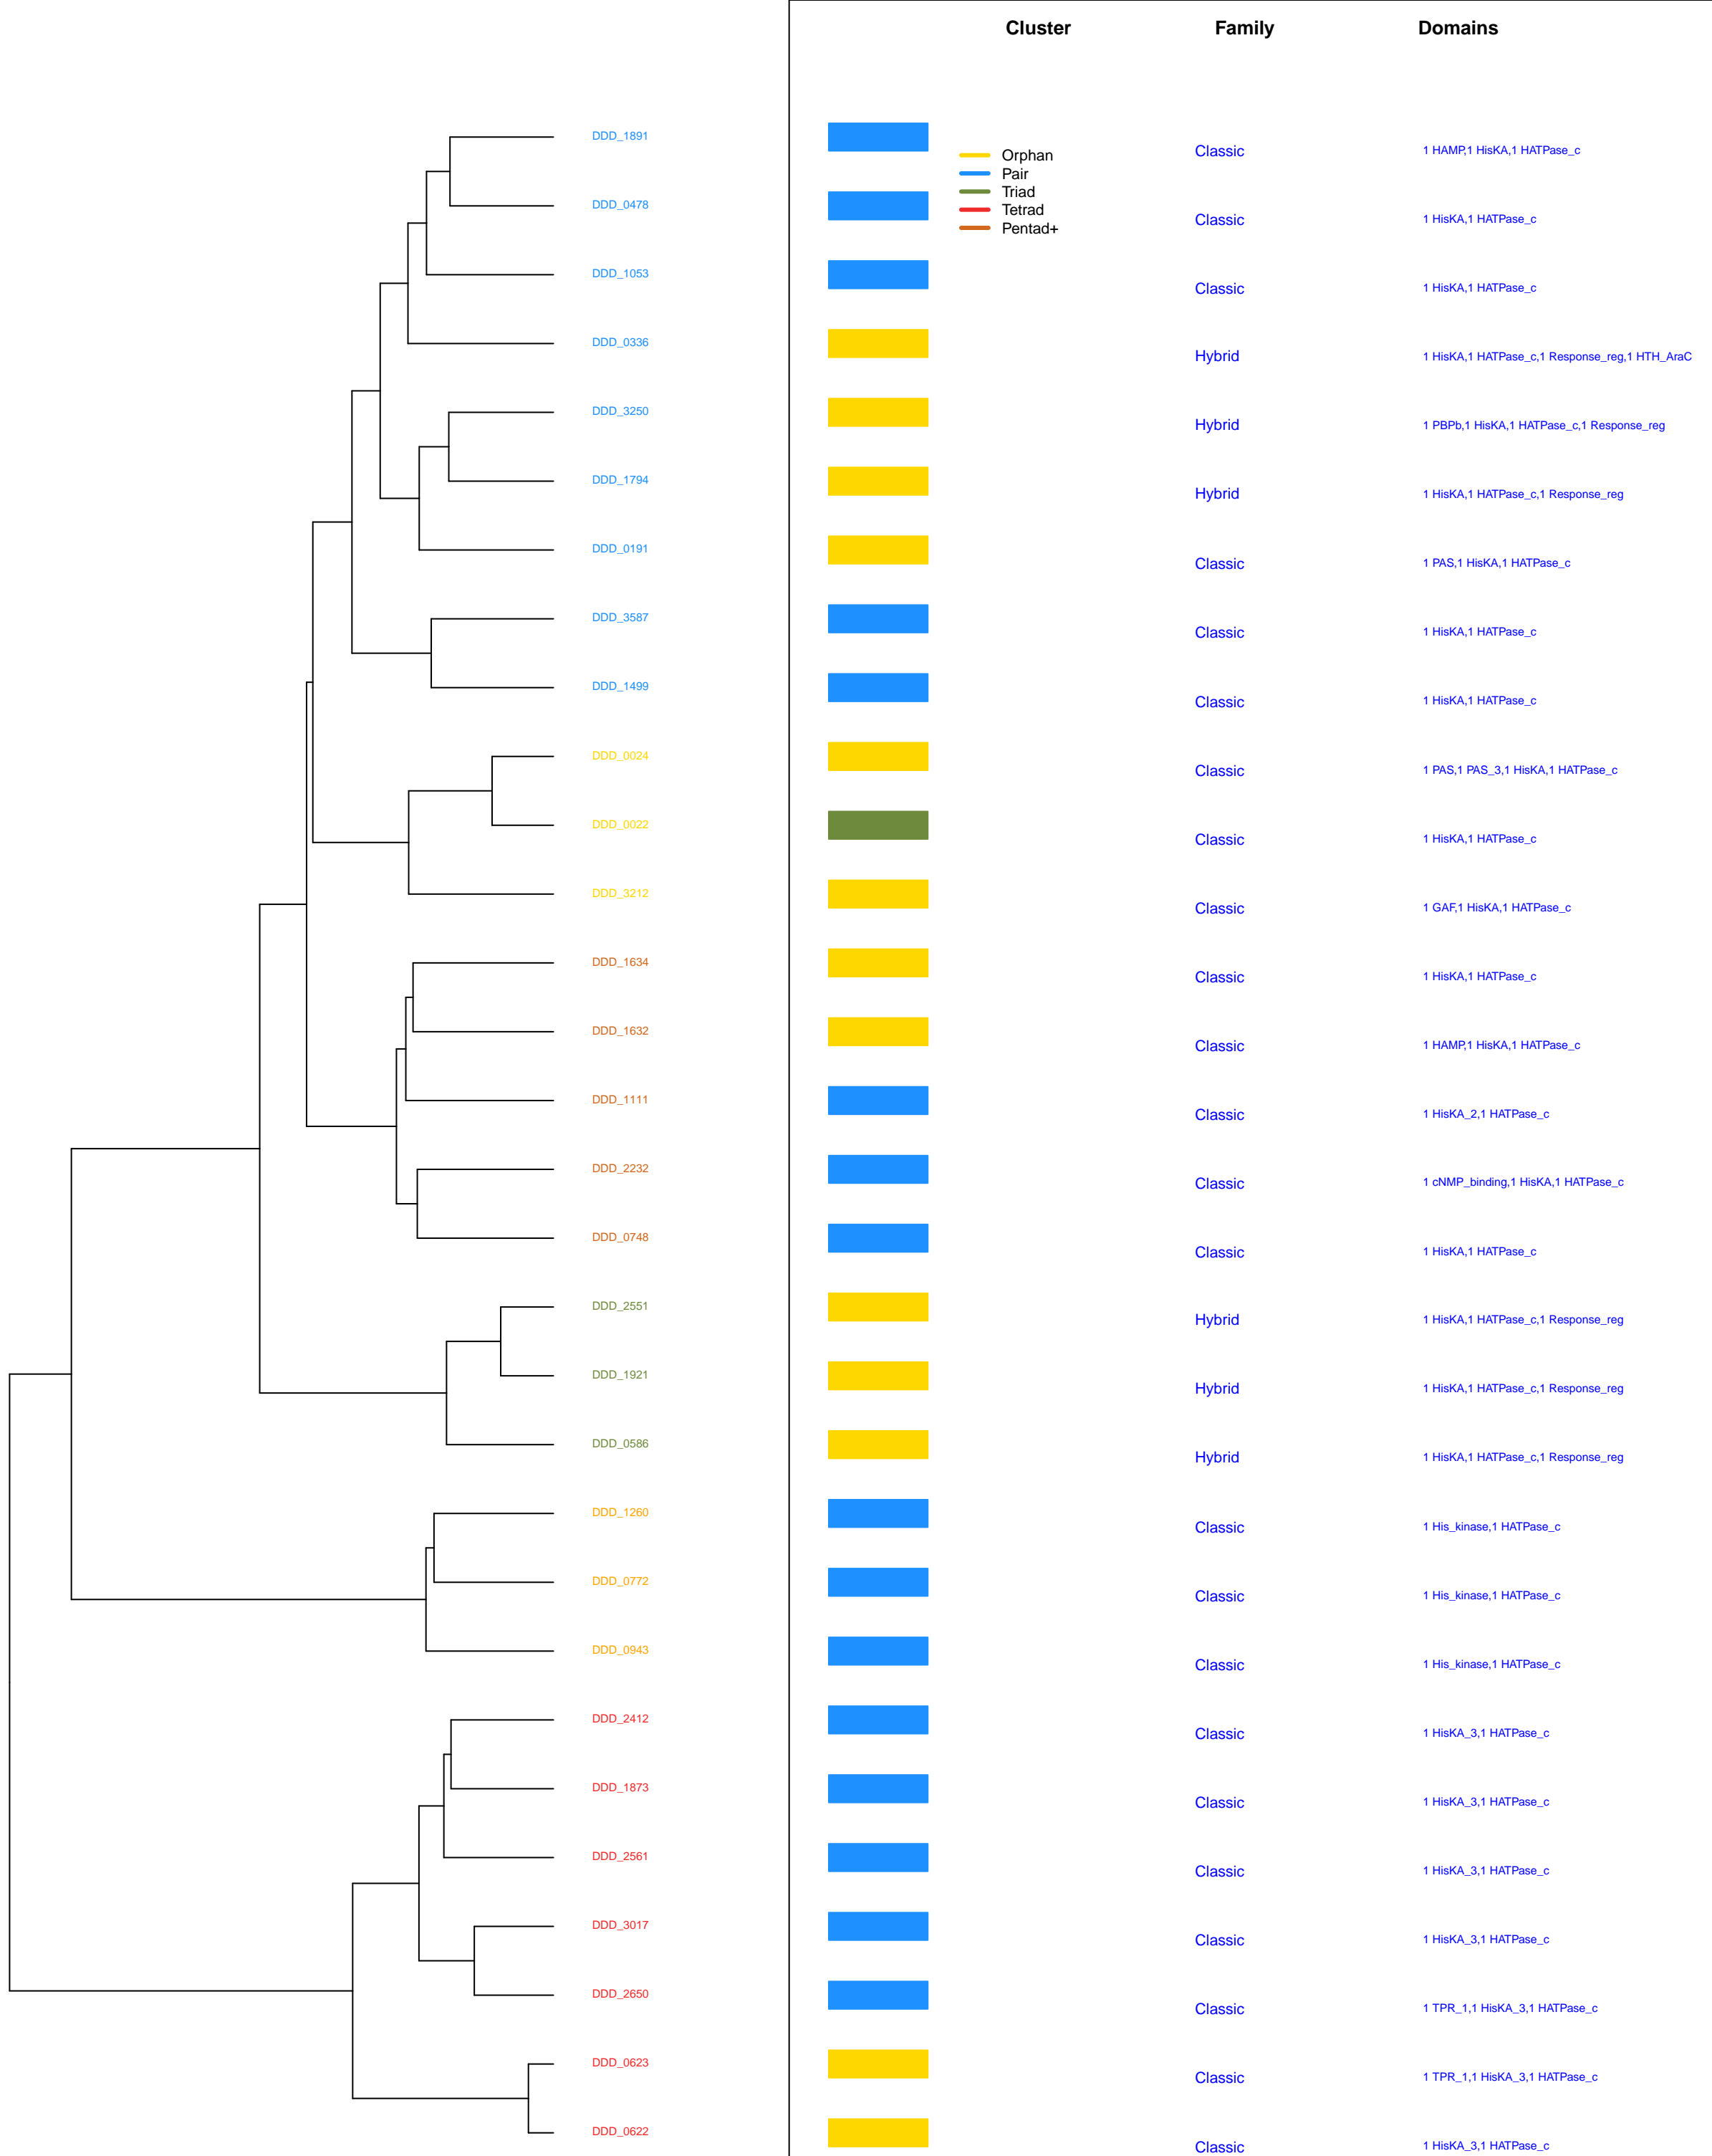 Cluster Family Domains
DDD_1891 Classic 1 HAMP,1 HisKA,1 HATPase_c
Orphan
Pair
Triad
Tetrad
Pentad+
DDD_0478 Classic 1 HisKA,1 HATPase_c
DDD_1053 Classic 1 HisKA,1 HATPase_c
DDD_0336 Hybrid 1 HisKA,1 HATPase_c,1 Response_reg,1 HTH_AraC
DDD_3250 Hybrid 1 PBPb,1 HisKA,1 HATPase_c,1 Response_reg
DDD_1794 Hybrid 1 HisKA,1 HATPase_c,1 Response_reg
DDD_0191 Classic 1 PAS,1 HisKA,1 HATPase_c
DDD_3587 Classic 1 HisKA,1 HATPase_c
DDD_1499 Classic 1 HisKA,1 HATPase_c
DDD_0024 Classic 1 PAS,1 PAS_3,1 HisKA,1 HATPase_c
DDD_0022 Classic 1 HisKA,1 HATPase_c
DDD_3212 Classic 1 GAF,1 HisKA,1 HATPase_c
DDD_1634 Classic 1 HisKA,1 HATPase_c
DDD_1632 Classic 1 HAMP,1 HisKA,1 HATPase_c
DDD_1111 Classic 1 HisKA_2,1 HATPase_c
DDD_2232 Classic 1 cNMP_binding,1 HisKA,1 HATPase_c
DDD_0748 Classic 1 HisKA,1 HATPase_c
DDD_2551 Hybrid 1 HisKA,1 HATPase_c,1 Response_reg
DDD_1921 Hybrid 1 HisKA,1 HATPase_c,1 Response_reg
DDD_0586 Hybrid 1 HisKA,1 HATPase_c,1 Response_reg
DDD_1260 Classic 1 His_kinase,1 HATPase_c
DDD_0772 Classic 1 His_kinase,1 HATPase_c
DDD_0943 Classic 1 His_kinase,1 HATPase_c
DDD_2412 Classic 1 HisKA_3,1 HATPase_c
DDD_1873 Classic 1 HisKA_3,1 HATPase_c
DDD_2561 Classic 1 HisKA_3,1 HATPase_c
DDD_3017 Classic 1 HisKA_3,1 HATPase_c
DDD_2650 Classic 1 TPR_1,1 HisKA_3,1 HATPase_c
DDD_0623 Classic 1 TPR_1,1 HisKA_3,1 HATPase_c
DDD_0622 Classic 1 HisKA_3,1 HATPase_c